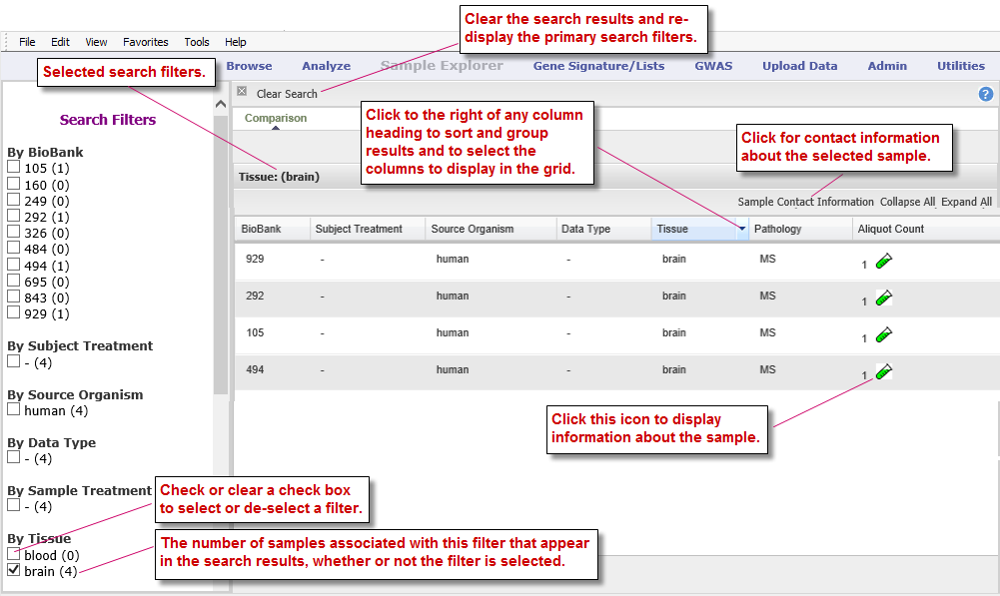 Clear the search results and re-
display the primary search filters.
File Edit View Favorites Tools Help
Browse Analyze Sample Explorer Gene Signature/Lists GWAS Upload Data Admin Utilities
Selected search filters.
Clear Search
?
Search Filters
Comparison
Click to the right of any column
heading to sort and group
results and to select the
columns to display in the grid.
Click for contact information
about the selected sample.
Tissue: (brain)
Sample Contact Information Collapse All Expand All
By BioBank
105 (1)
160 (0)
249 (0)
292 (1)
326 (0)
484 (0)
494 (1)
695 (0)
843 (0)
929 (1)
By Subject Treatment
- (4)
By Source Organism
human (4)
By Data Type
- (4)
By Sample Treatment
- (4)
By Tissue
blood (0)
brain (4)
BioBank Subject Treatment Source Organism Data Type Tissue Pathology Aliquot Count
929 - human - brain MS 1
292 - human - brain MS 1
105 - human - brain MS 1
494 - human - brain MS 1
Click this icon to display
information about the sample.
Check or clear a check box
to select or de-select a filter.
The number of samples associated with this filter that appear
in the search results, whether or not the filter is selected.